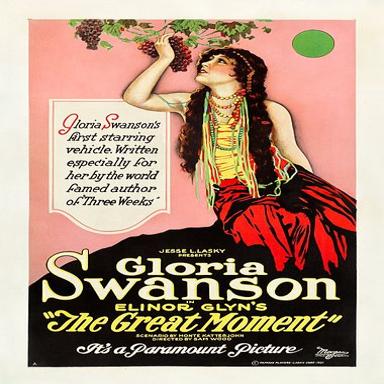 Gloria Swanson's
first starring
vehicle. Written
especially for
her by the world
famed author
of "Three Weeks"
JESSE L. LASKY
PRESENTS
Gloria
Swanson
IN
ELINOR GLYN'S
"The Great Moment"
SCENARIO BY MONTE KATTERJOHN
DIRECTED BY SAM WOOD
It's a Paramount Picture